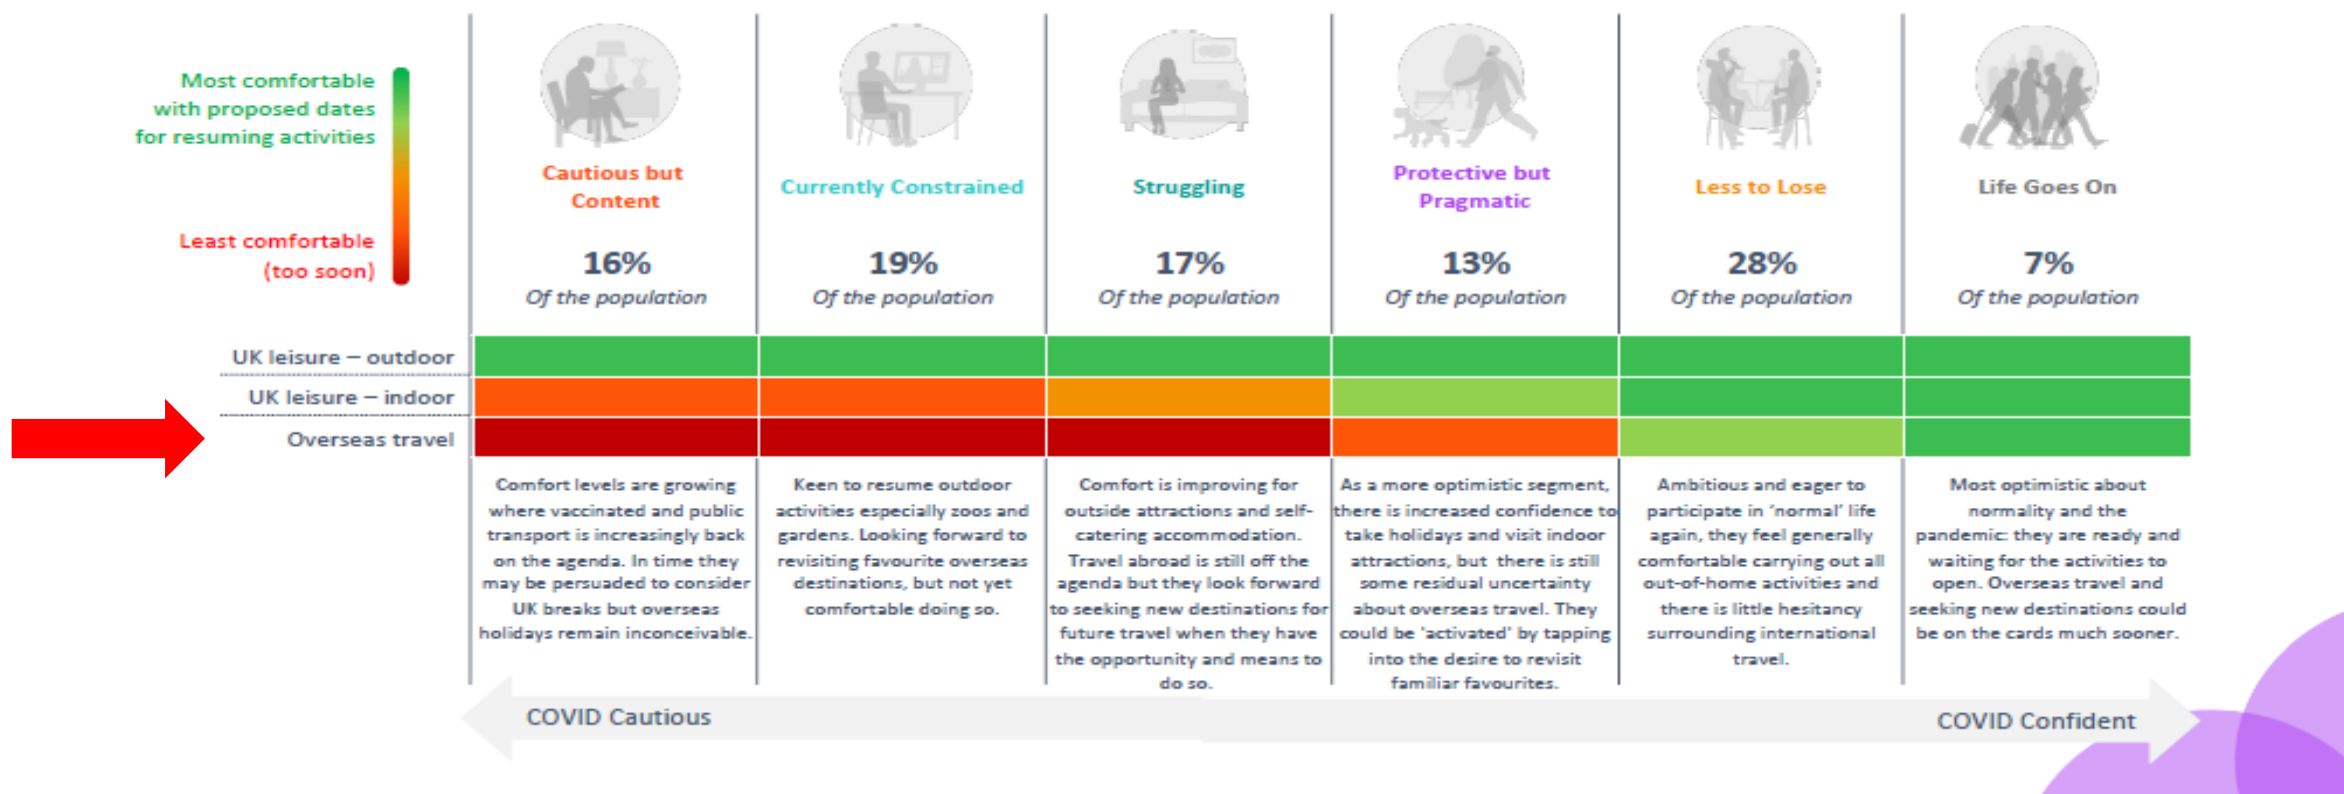 Most comfortable
with proposed dates
for resuming activities
Least comfortable
(too soon)
Cautious but
Content
16%
Of the population
Currently Constrained
19%
Of the population
Struggling
17%
Of the population
Protective but
Pragmatic
13%
Of the population
Less to Lose
28%
Of the population
Life Goes On
7%
Of the population
UK leisure – outdoor
UK leisure – indoor
Overseas travel
Comfort levels are growing
where vaccinated and public
transport is increasingly back
on the agenda. In time they
may be persuaded to consider
UK breaks but overseas
holidays remain inconceivable.
Keen to resume outdoor
activities especially zoos and
gardens. Looking forward to
revisiting favourite overseas
destinations, but not yet
comfortable doing so.
Comfort is improving for
outside attractions and self-
catering accommodation.
Travel abroad is still off the
agenda but they look forward
to seeking new destinations for
future travel when they have
the opportunity and means to
do so.
As a more optimistic segment,
there is increased confidence to
take holidays and visit indoor
attractions, but there is still
some residual uncertainty
about overseas travel. They
could be 'activated' by tapping
into the desire to revisit
familiar favourites.
Ambitious and eager to
participate in ‘normal’ life
again, they feel generally
comfortable carrying out all
out-of-home activities and
there is little hesitancy
surrounding international
travel.
Most optimistic about
normality and the
pandemic: they are ready and
waiting for the activities to
open. Overseas travel and
seeking new destinations could
be on the cards much sooner.
COVID Cautious
COVID Confident